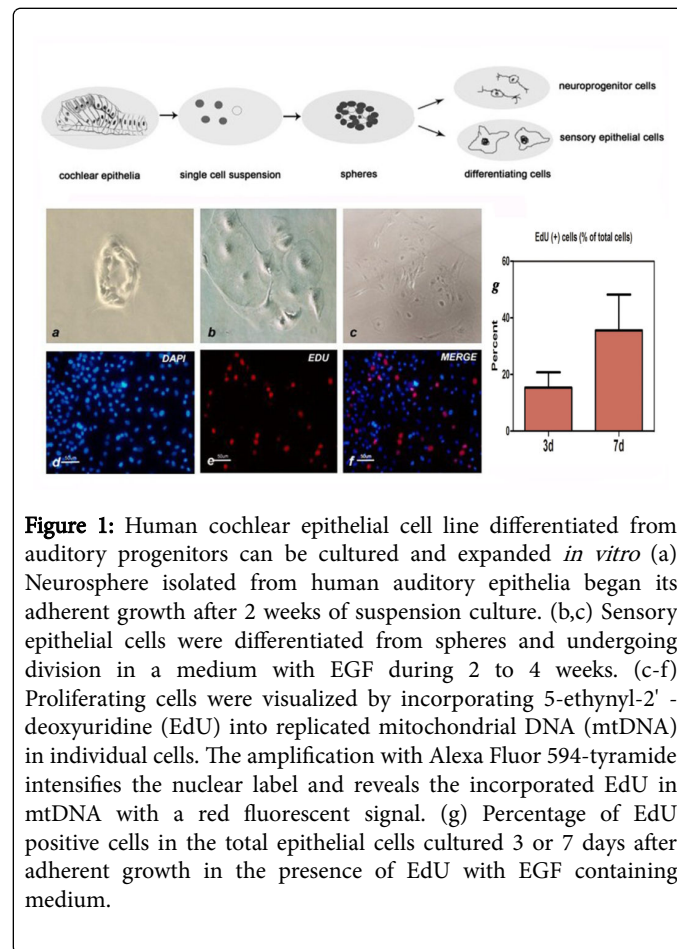 neuroprogenitor cells
sensory epithelial cells
cochlear epithelia
single cell suspension
spheres
differentiating cells
a
b
c
DAPI
d
50μm
EDU
e
50μm
MERGE
f
50μm
EdU (+) cells (% of total cells)
g
Percent
60
40
20
0
3d
7d
Figure 1: Human cochlear epithelial cell line differentiated from
auditory progenitors can be cultured and expanded in vitro (a)
Neurosphere isolated from human auditory epithelia began its
adherent growth after 2 weeks of suspension culture. (b,c) Sensory
epithelial cells were differentiated from spheres and undergoing
division in a medium with EGF during 2 to 4 weeks. (c-f)
Proliferating cells were visualized by incorporating 5-ethynyl-2' -
deoxyuridine (EdU) into replicated mitochondrial DNA (mtDNA)
in individual cells. The amplification with Alexa Fluor 594-tyramide
intensifies the nuclear label and reveals the incorporated EdU in
mtDNA with a red fluorescent signal. (g) Percentage of EdU
positive cells in the total epithelial cells cultured 3 or 7 days after
adherent growth in the presence of EdU with EGF containing
medium.